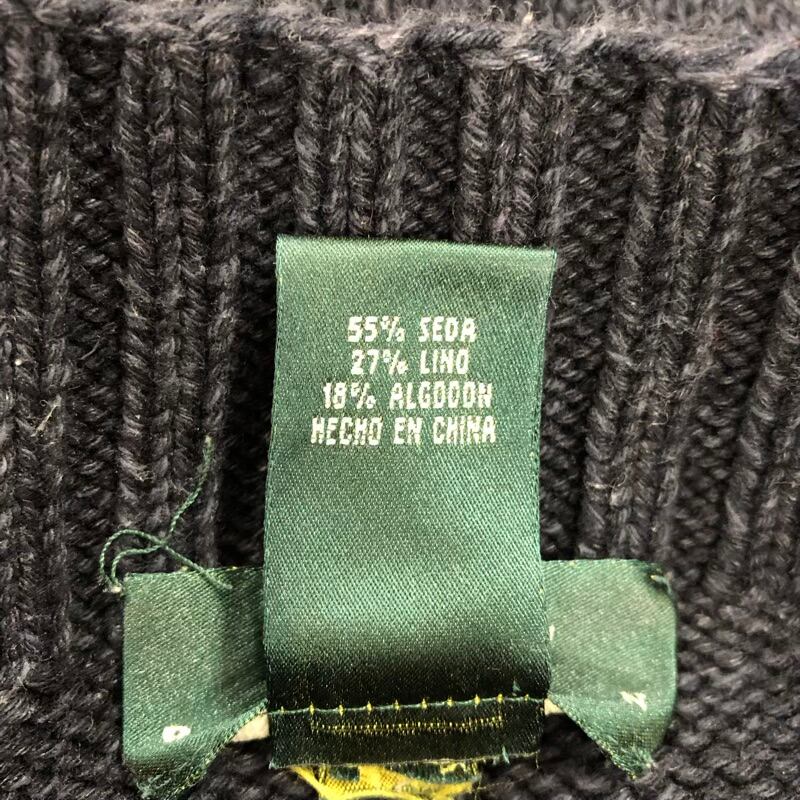 55% SEDA
27% LINO
18% ALGODON
HECHO EN CHINA